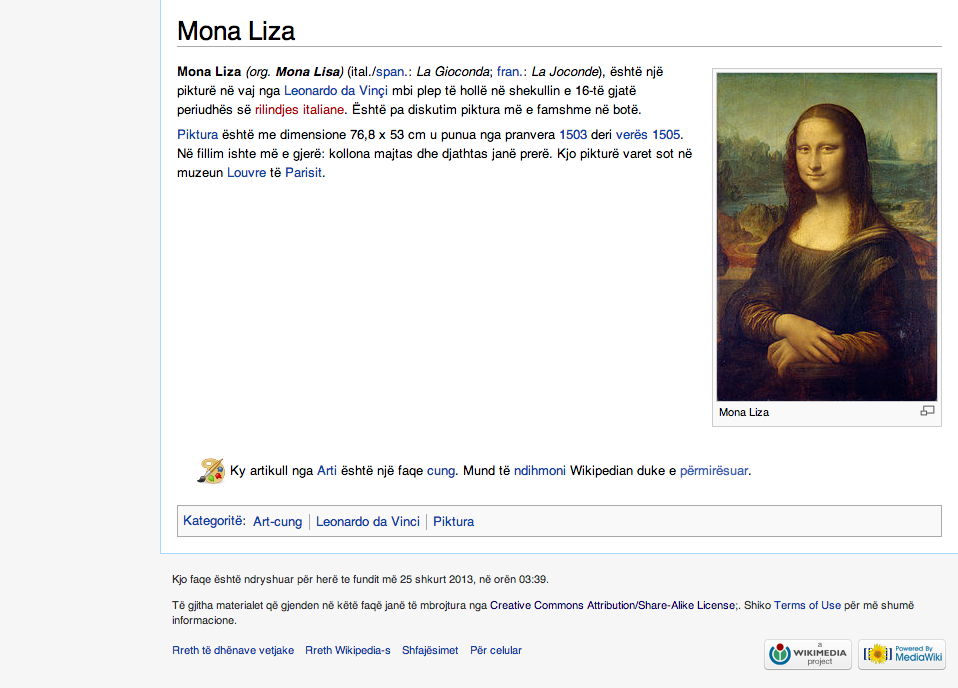 Mona Liza
Mona Liza (org. Mona Lisa) (ital./span.: La Gioconda; fran.: La Joconde), është një
pikturë në vaj nga Leonardo da Vinçi mbi plep të hollë në shekullin e 16-të gjatë
periudhës së rilindjes italiane. Është pa diskutim piktura më e famshme në botë.
Piktura është me dimensione 76,8 x 53 cm u punua nga pranvera 1503 deri verës 1505.
Në fillim ishte më e gjerë: kollona majtas dhe djathtas janë prerë. Kjo pikturë varet sot në
muzeun Louvre të Parisit.
Mona Liza
Ky artikull nga Arti është një faqe cung. Mund të ndihmoni Wikipedian duke e përmirësuar.
Kategoritë: Art-cung | Leonardo da Vinci | Piktura
Kjo faqe është ndryshuar për herë te fundit më 25 shkurt 2013, në orën 03:39.
Të gjitha materialet që gjenden në këtë faqë janë të mbrojtura nga Creative Commons Attribution/Share-Alike License;. Shiko Terms of Use për më shumë
informacione.
Rreth të dhënave vetjake Rreth Wikipedia-s Shfajësimet Për celular
a
WIKIMEDIA
project
Powered By
MediaWiki